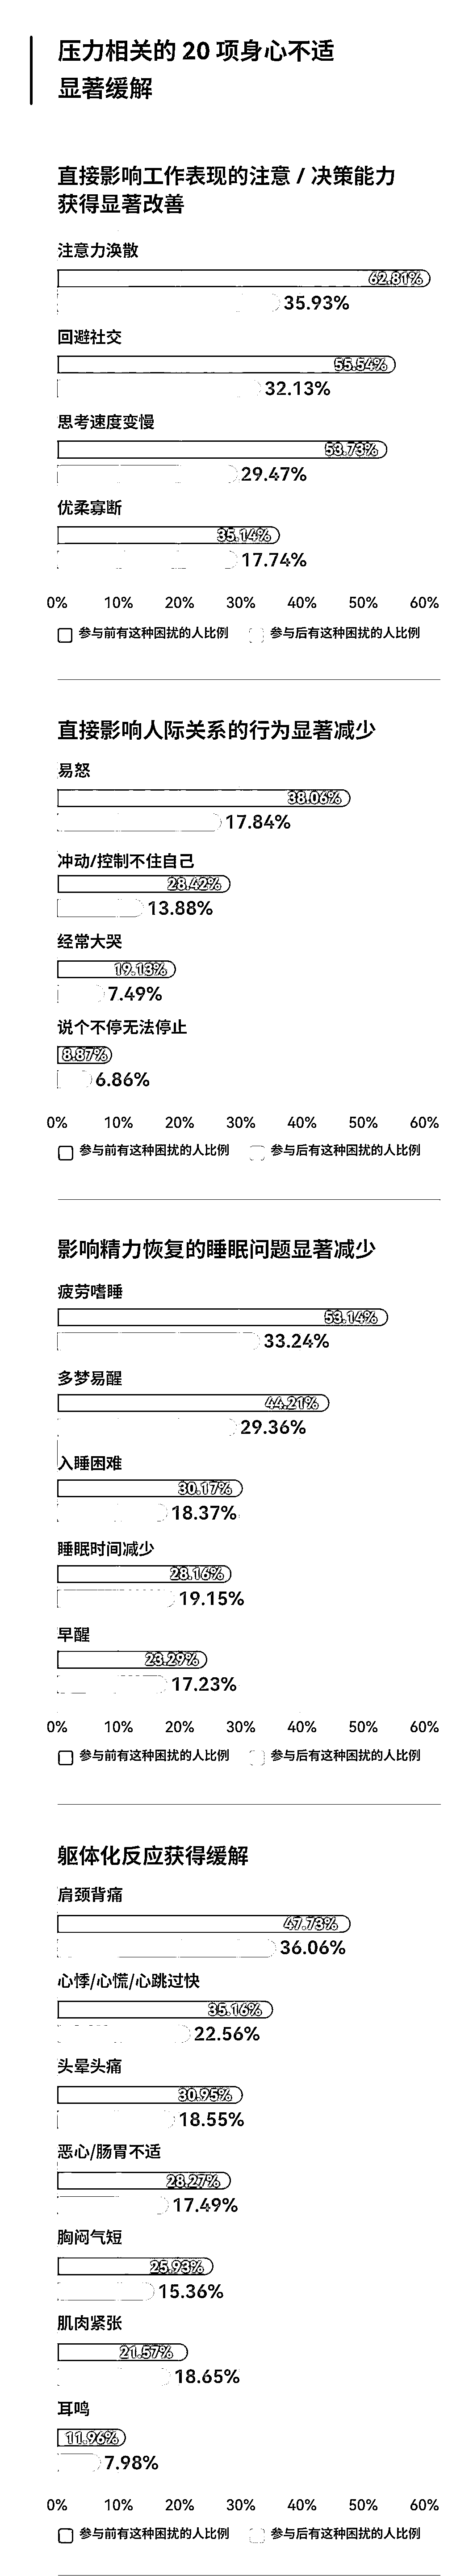 压力相关的 20 项身心不适
显著缓解
直接影响工作表现的注意 / 决策能力
获得显著改善
注意力涣散
62.81%
35.93%
回避社交
55.54%
32.13%
思考速度变慢
53.73%
29.47%
优柔寡断
35.14%
17.74%
0% 10% 20% 30% 40% 50% 60%
参与前有这种困扰的人比例 参与后有这种困扰的人比例
直接影响人际关系的行为显著减少
易怒
38.06%
17.84%
冲动/控制不住自己
28.42%
13.88%
经常大哭
19.13%
7.49%
说个不停无法停止
8.87%
6.86%
0% 10% 20% 30% 40% 50% 60%
参与前有这种困扰的人比例 参与后有这种困扰的人比例
影响精力恢复的睡眠问题显著减少
疲劳嗜睡
53.14%
33.24%
多梦易醒
44.21%
29.36%
入睡困难
30.17%
18.37%
睡眠时间减少
28.16%
19.15%
早醒
23.29%
17.23%
0% 10% 20% 30% 40% 50% 60%
参与前有这种困扰的人比例 参与后有这种困扰的人比例
躯体化反应获得缓解
肩颈背痛
47.73%
36.06%
心悸/心慌/心跳过快
35.16%
22.56%
头晕头痛
30.95%
18.55%
恶心/肠胃不适
28.27%
17.49%
胸闷气短
25.93%
15.36%
肌肉紧张
21.57%
18.65%
耳鸣
11.96%
7.98%
0% 10% 20% 30% 40% 50% 60%
参与前有这种困扰的人比例 参与后有这种困扰的人比例